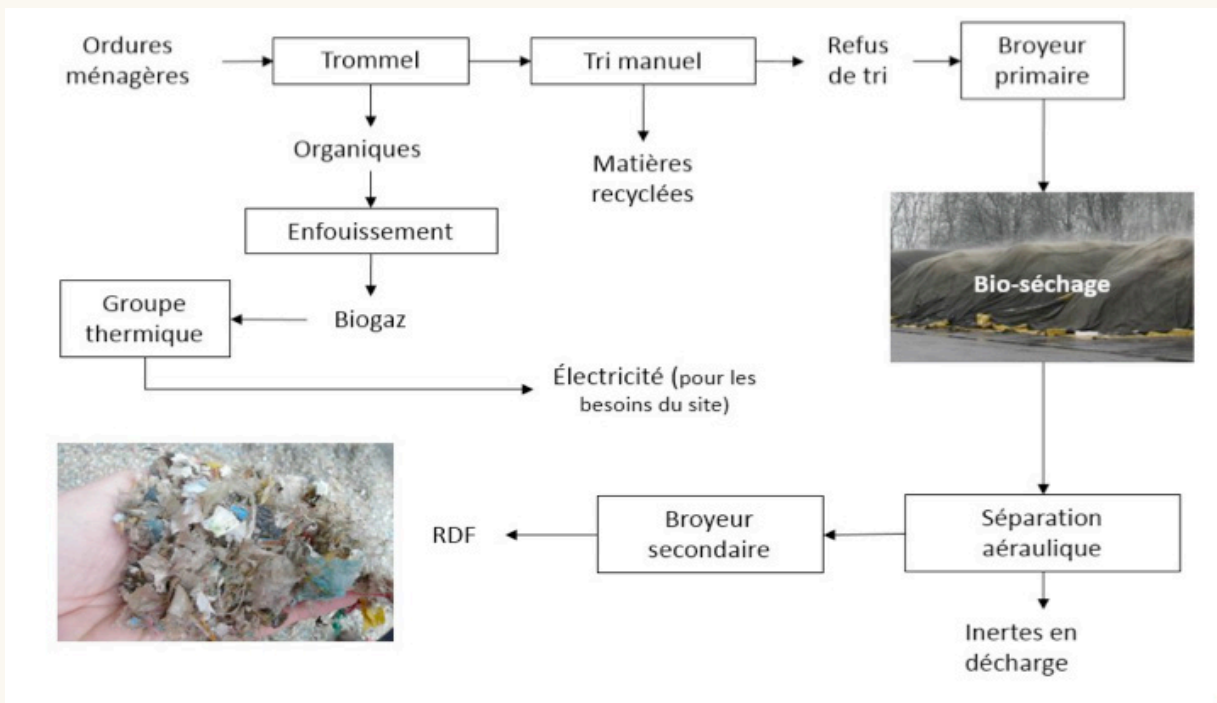 Ordures
ménagères
Trommel
Tri manuel
Refus
de tri
Broyeur
primaire
Organiques
Matières
recyclées
Enfouissement
Bio-séchage
Groupe
thermique
Biogaz
Électricité (pour les
besoins du site)
RDF
Broyeur
secondaire
Séparation
aéraulique
Inertes en
décharge